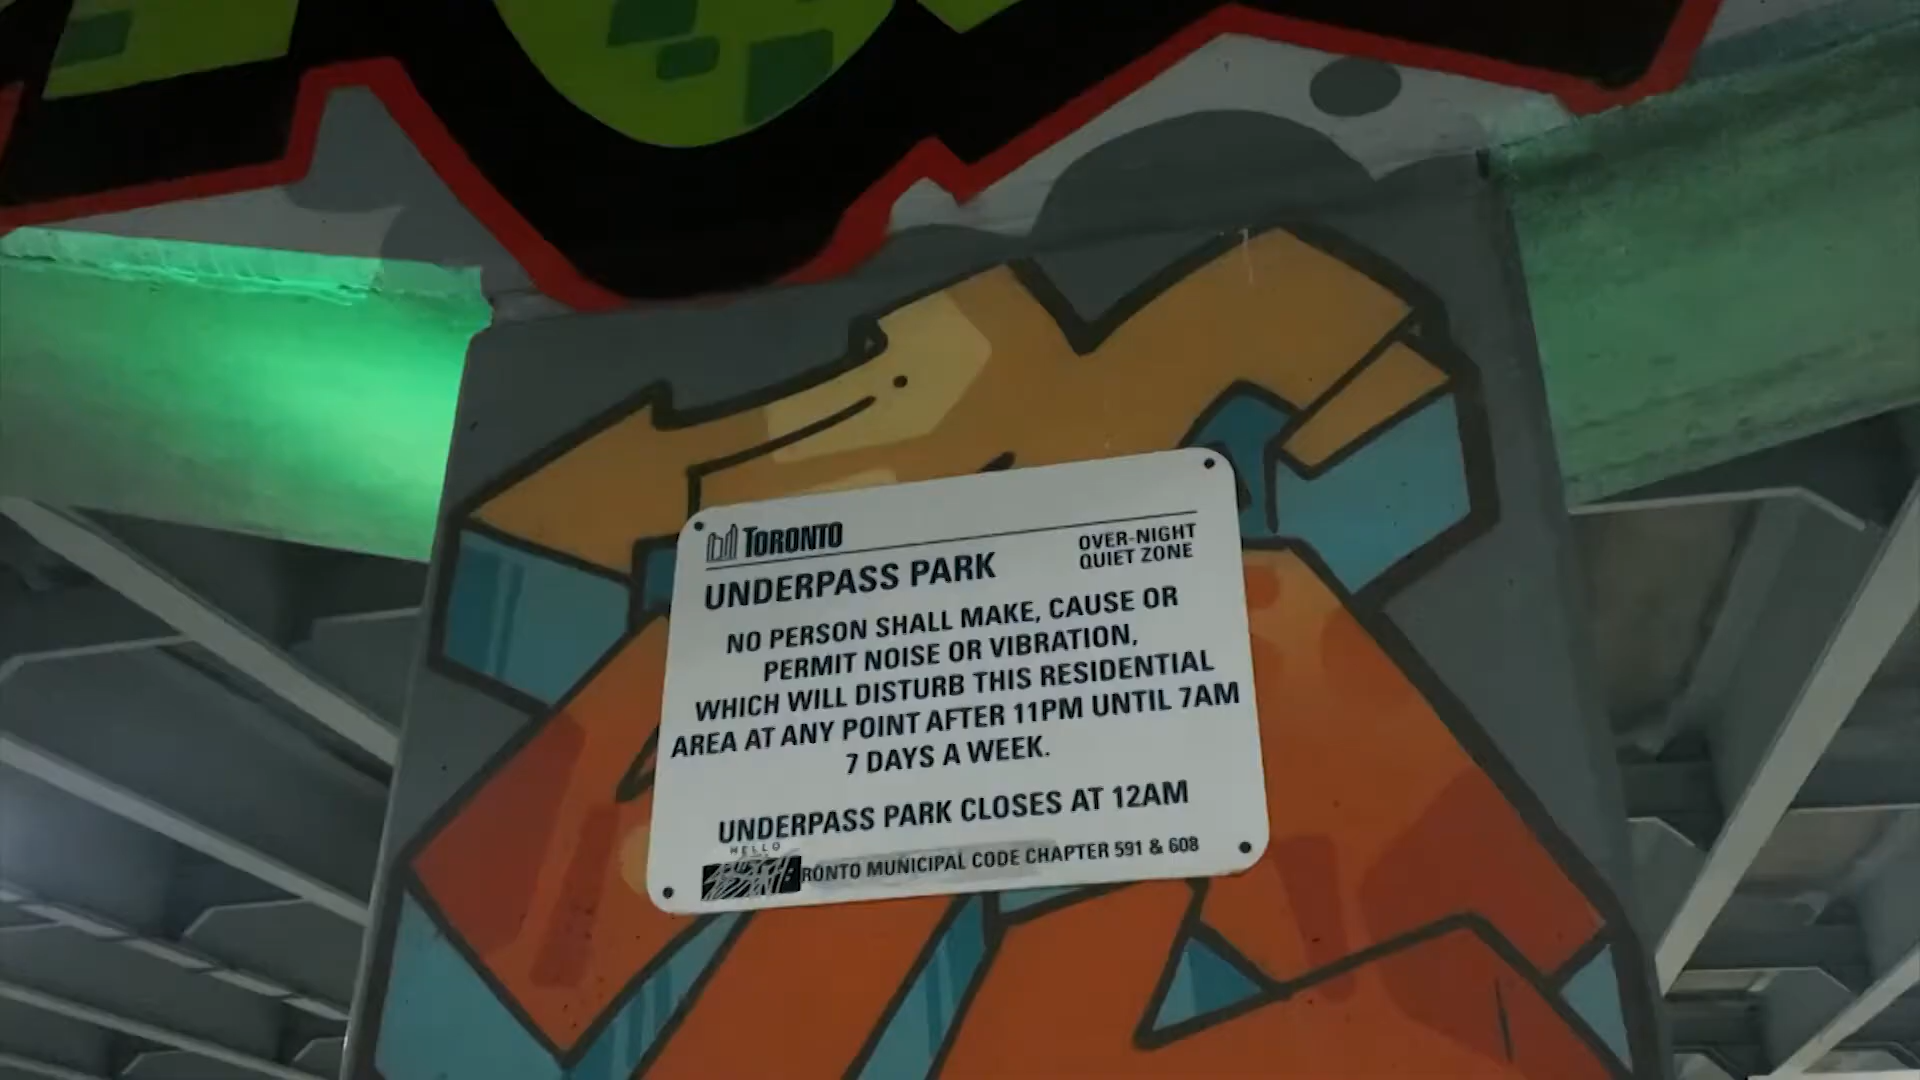 TORONTO
OVER-NIGHT
QUIET ZONE
UNDERPASS PARK
NO PERSON SHALL MAKE, CAUSE OR
PERMIT NOISE OR VIBRATION,
WHICH WILL DISTURB THIS RESIDENTIAL
AREA AT ANY POINT AFTER 11PM UNTIL 7AM
7 DAYS A WEEK.
UNDERPASS PARK CLOSES AT 12AM
HELLO
RONTO MUNICIPAL CODE CHAPTER 591 & 608